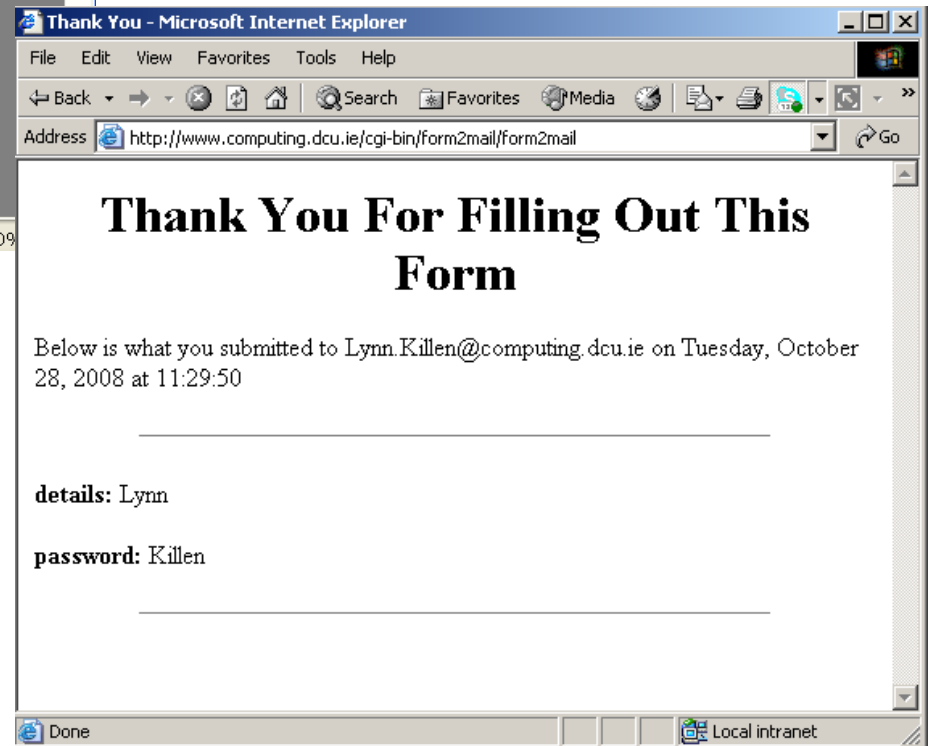 Thank You - Microsoft Internet Explorer
File Edit View Favorites Tools Help
Back Search Favorites Media »
Address http://www.computing.dcu.ie/cgi-bin/form2mail/form2mail Go
Thank You For Filling Out This
Form
Below is what you submitted to Lynn.Killen@computing.dcu.ie on Tuesday, October
28, 2008 at 11:29:50
details: Lynn
password: Killen
Done Local intranet